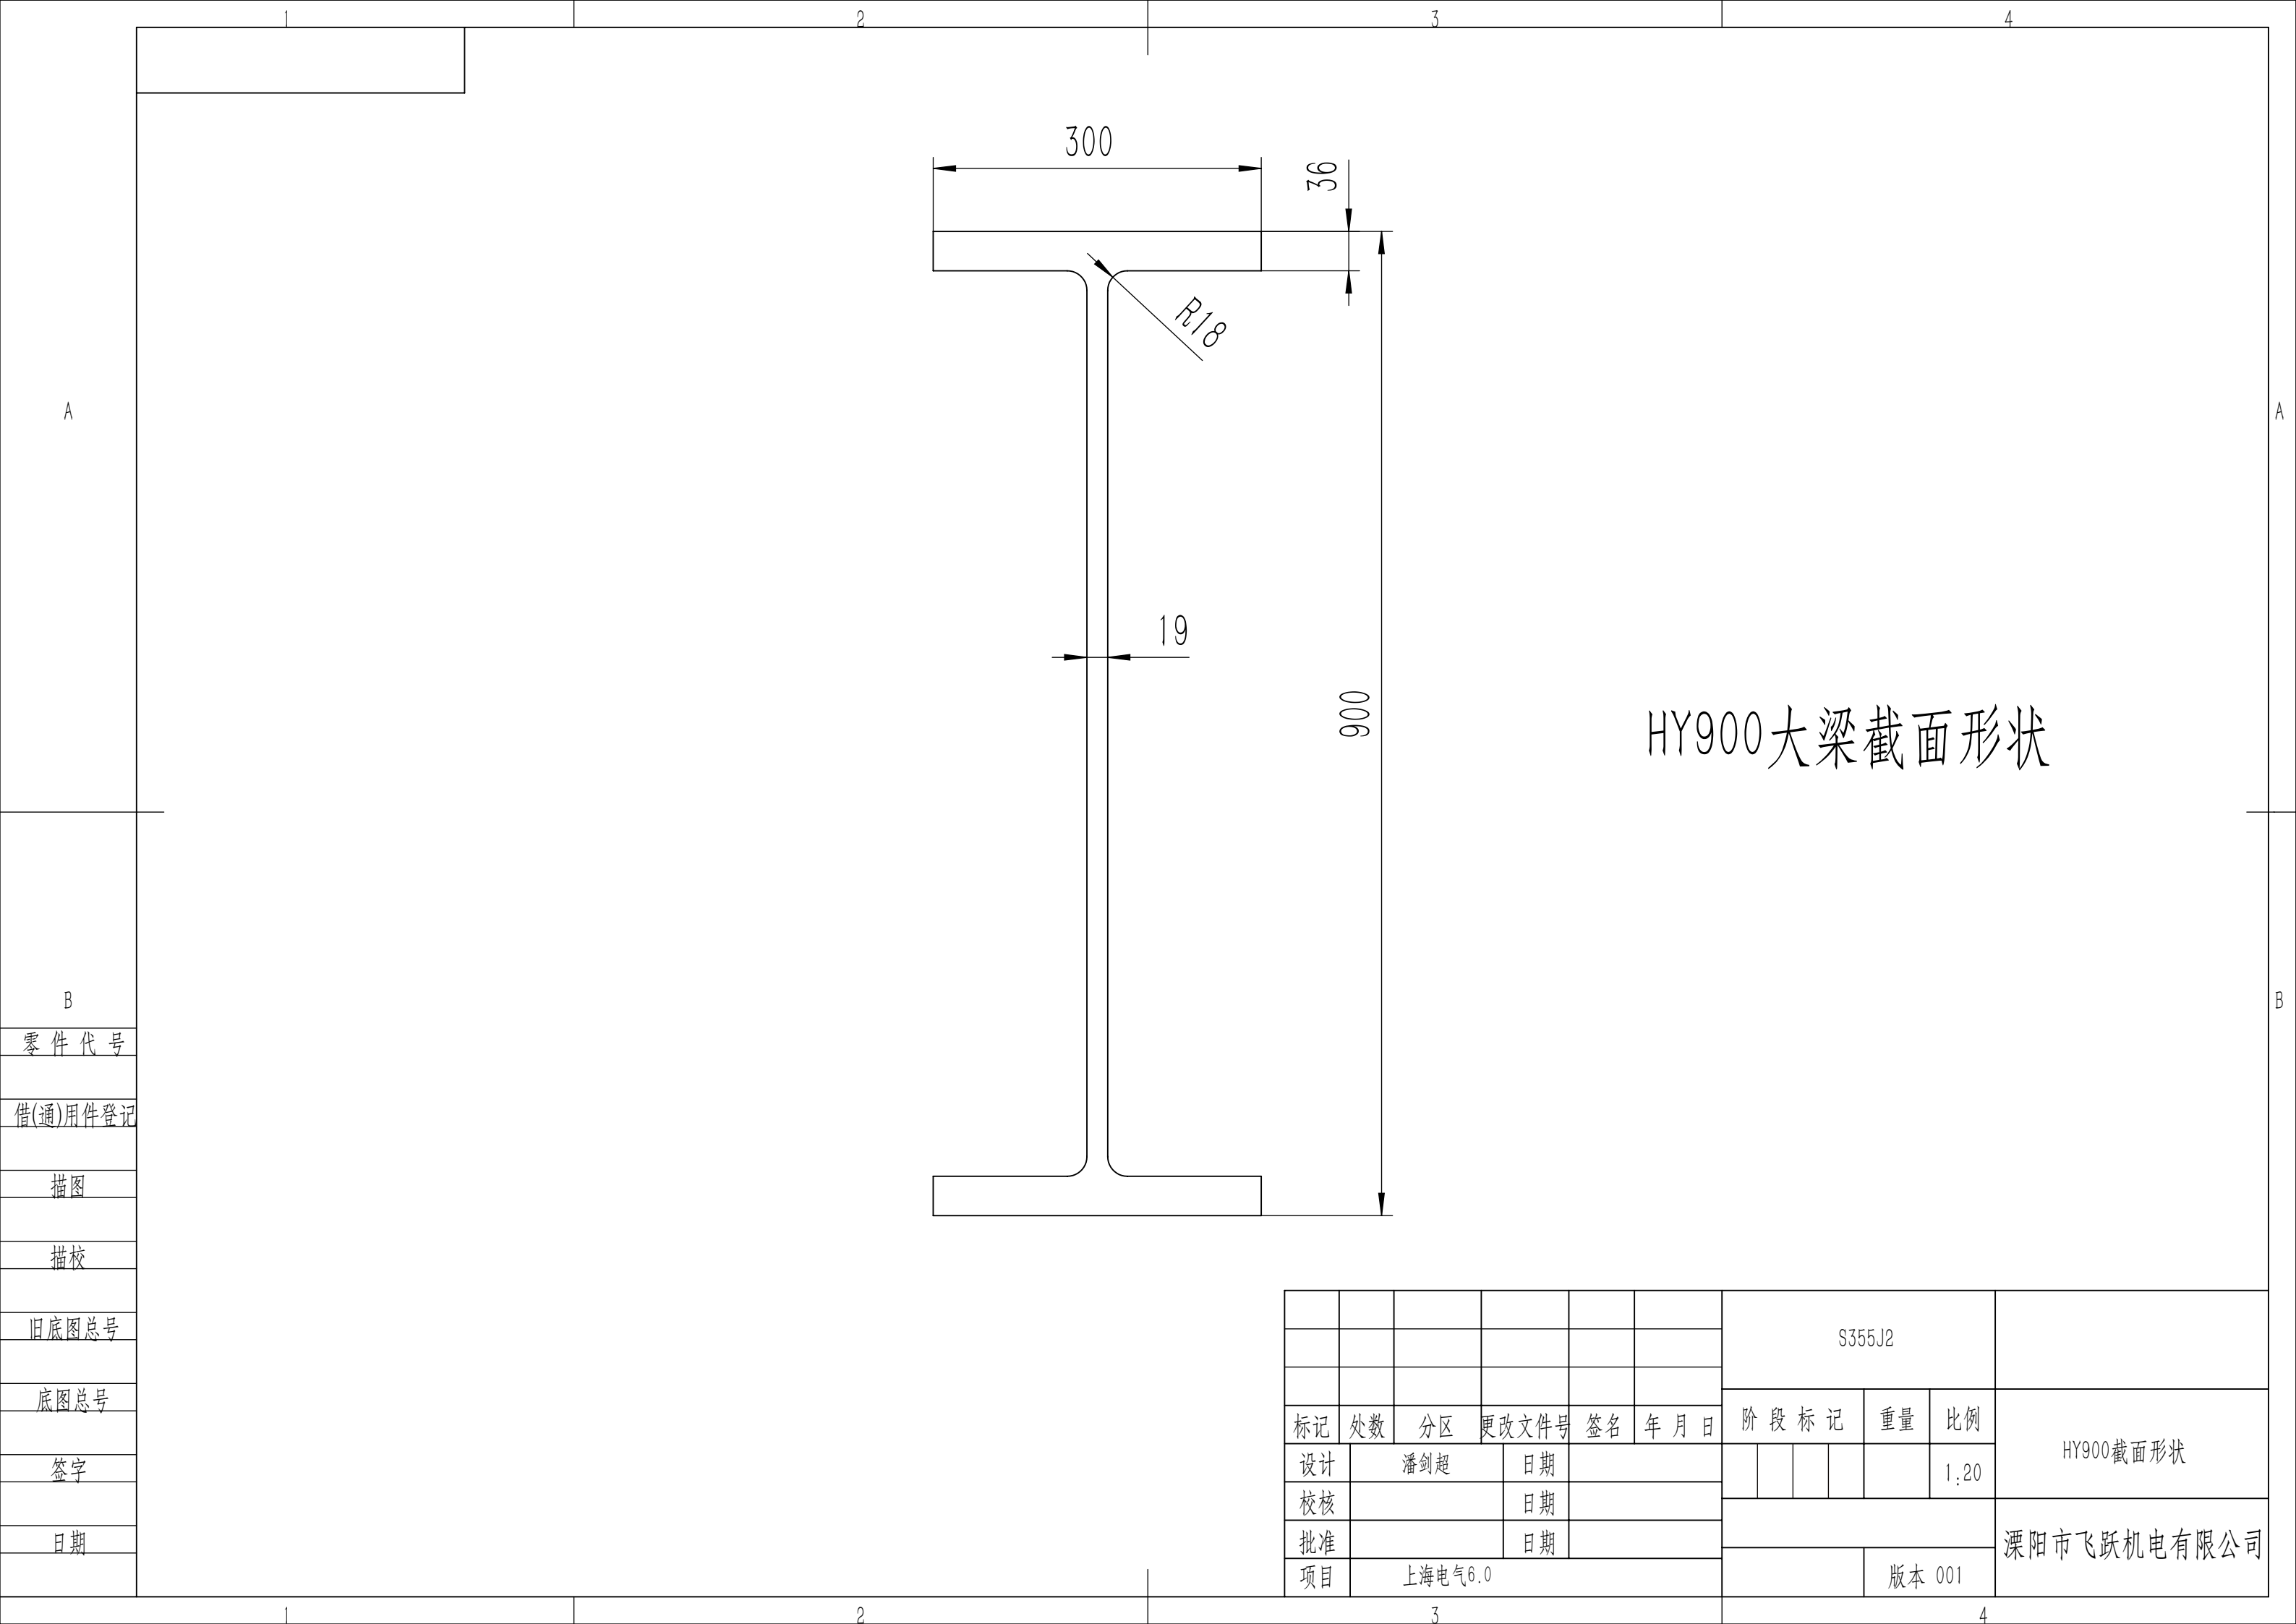 1 2 3 4
300
36
R18
A A
19
900
HY900大梁截面形状
B B
零件代号
借(通)用件登记
描图
描校
旧底图总号
底图总号
签字
日期
S355J2
标记 处数 分区 更改文件号 签名 年月日
阶段标记 重量 比例
设计 潘剑超 日期
1:20
HY900截面形状
校核 日期
批准 日期
溧阳市飞跃机电有限公司
项目 上海电气6.0
版本 001
1 2 3 4